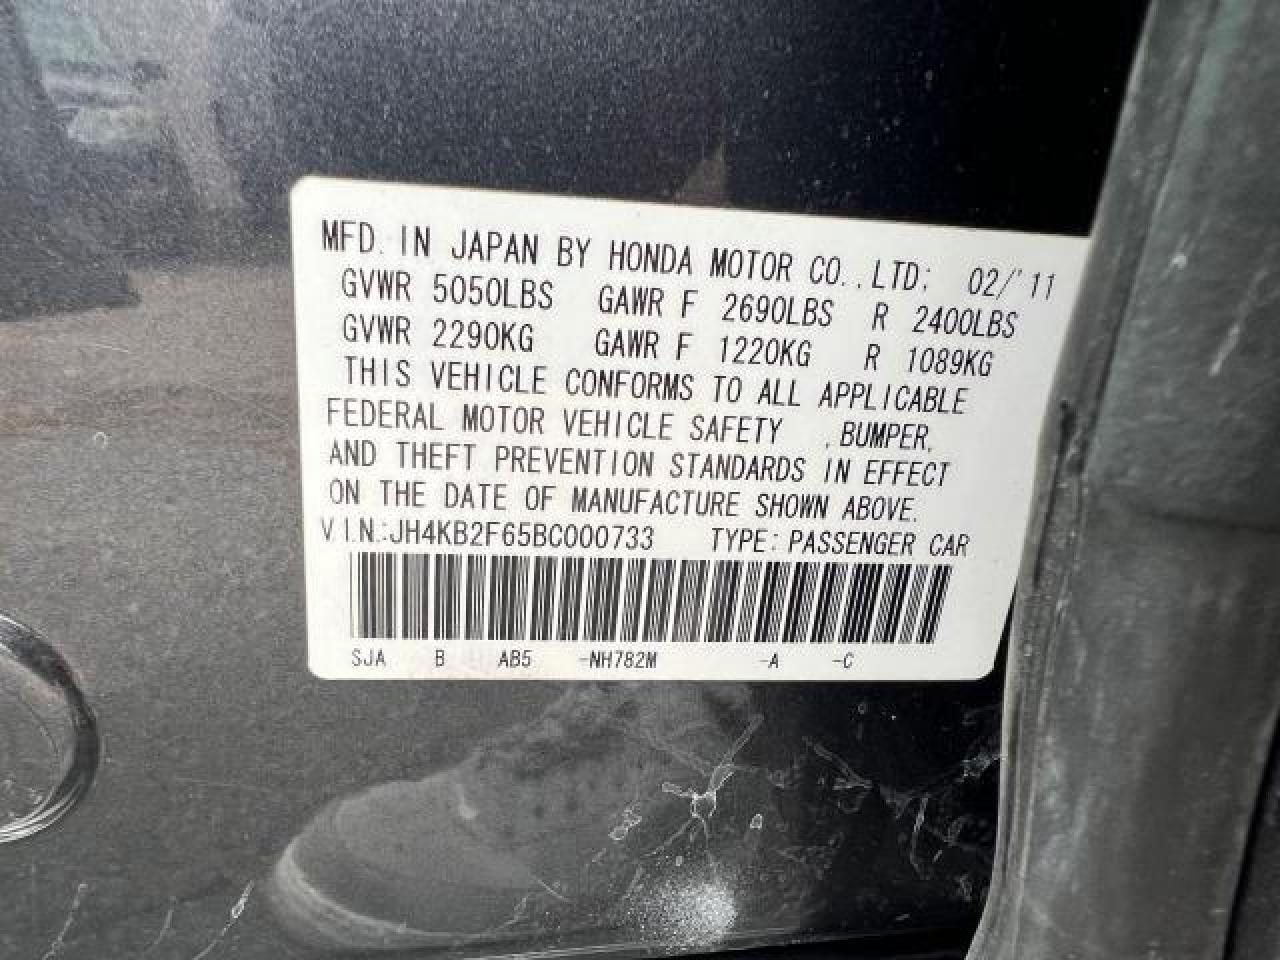 MFD. IN JAPAN BY HONDA MOTOR CO.,LTD; 02/'11
GVWR 5050LBS GAWR F 2690LBS R 2400LBS
GVWR 2290KG GAWR F 1220KG R 1089KG
THIS VEHICLE CONFORMS TO ALL APPLICABLE
FEDERAL MOTOR VEHICLE SAFETY , BUMPER,
AND THEFT PREVENTION STANDARDS IN EFFECT
ON THE DATE OF MANUFACTURE SHOWN ABOVE.
V.I.N.:JH4KB2F65BC000733 TYPE: PASSENGER CAR
SJA B AB5 -NH782M -A -C